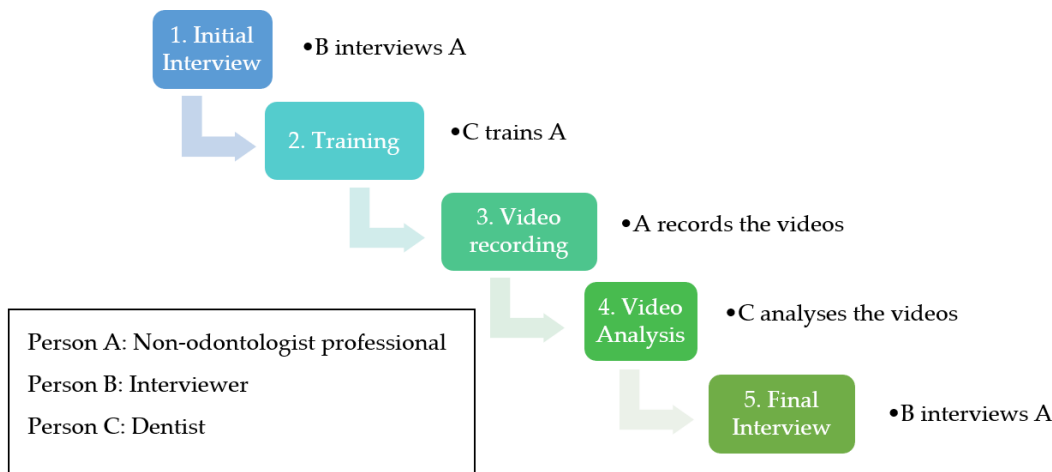 1. Initial
Interview
•B interviews A
2. Training
•C trains A
3. Video
recording
•A records the videos
4. Video
Analysis
•C analyses the videos
Person A: Non-odontologist professional
Person B: Interviewer
Person C: Dentist
5. Final
Interview
•B interviews A